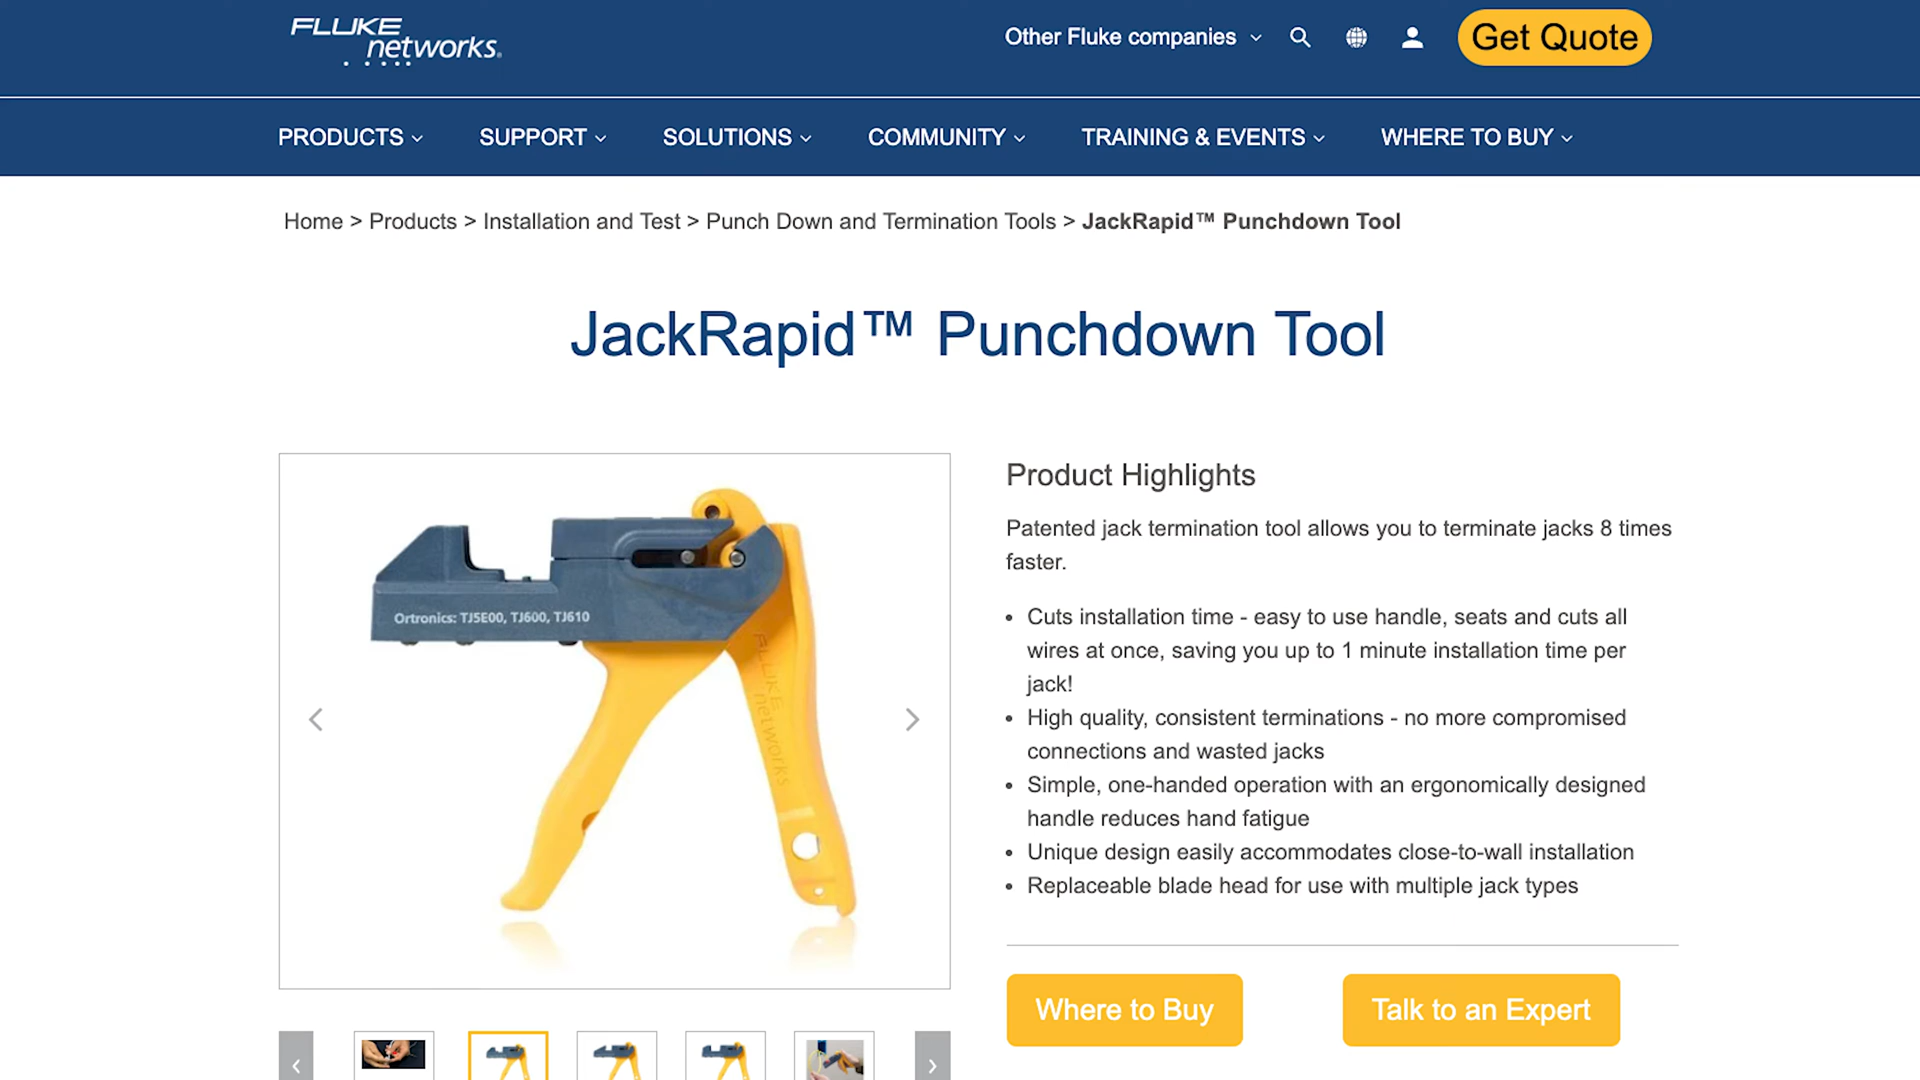 FLUKE
networks®
Other Fluke companies
Get Quote
PRODUCTS
SUPPORT
SOLUTIONS
COMMUNITY
TRAINING & EVENTS
WHERE TO BUY
Home > Products > Installation and Test > Punch Down and Termination Tools > JackRapid™ Punchdown Tool
JackRapid™ Punchdown Tool
Ortronics: TJ5E00, TJ600, TJ610
FLUKE
networks
Product Highlights
Patented jack termination tool allows you to terminate jacks 8 times
faster.
• Cuts installation time - easy to use handle, seats and cuts all
wires at once, saving you up to 1 minute installation time per
jack!
• High quality, consistent terminations - no more compromised
connections and wasted jacks
• Simple, one-handed operation with an ergonomically designed
handle reduces hand fatigue
• Unique design easily accommodates close-to-wall installation
• Replaceable blade head for use with multiple jack types
Where to Buy
Talk to an Expert